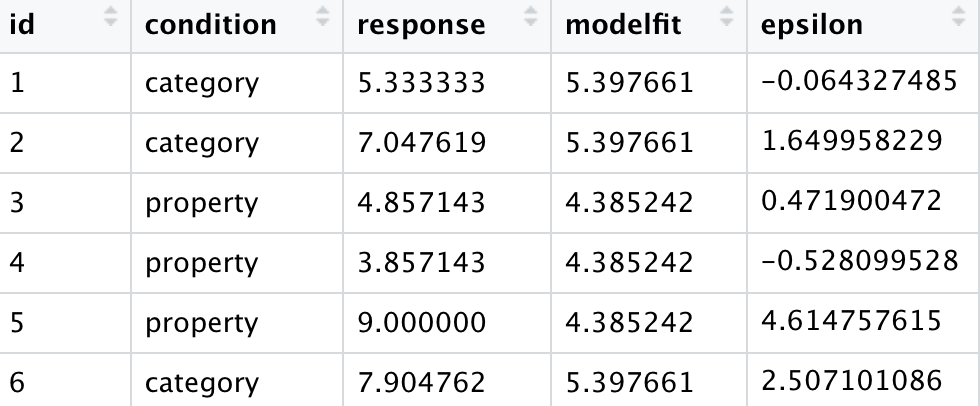 id condition response modelfit epsilon
1 category 5.333333 5.397661 −0.064327485
2 category 7.047619 5.397661 1.649958229
3 property 4.857143 4.385242 0.471900472
4 property 3.857143 4.385242 −0.528099528
5 property 9.000000 4.385242 4.614757615
6 category 7.904762 5.397661 2.507101086